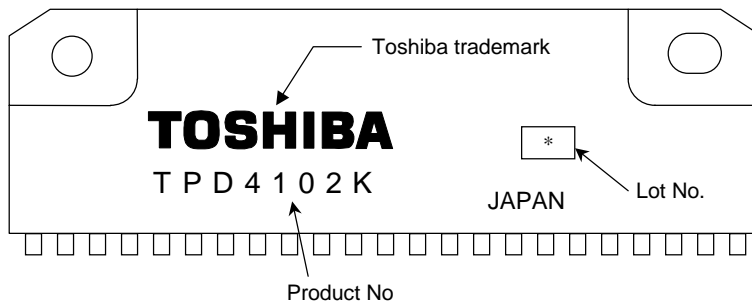 Toshiba trademark
TOSHIBA
*
TPD4102K
JAPAN
Lot No.
Product No